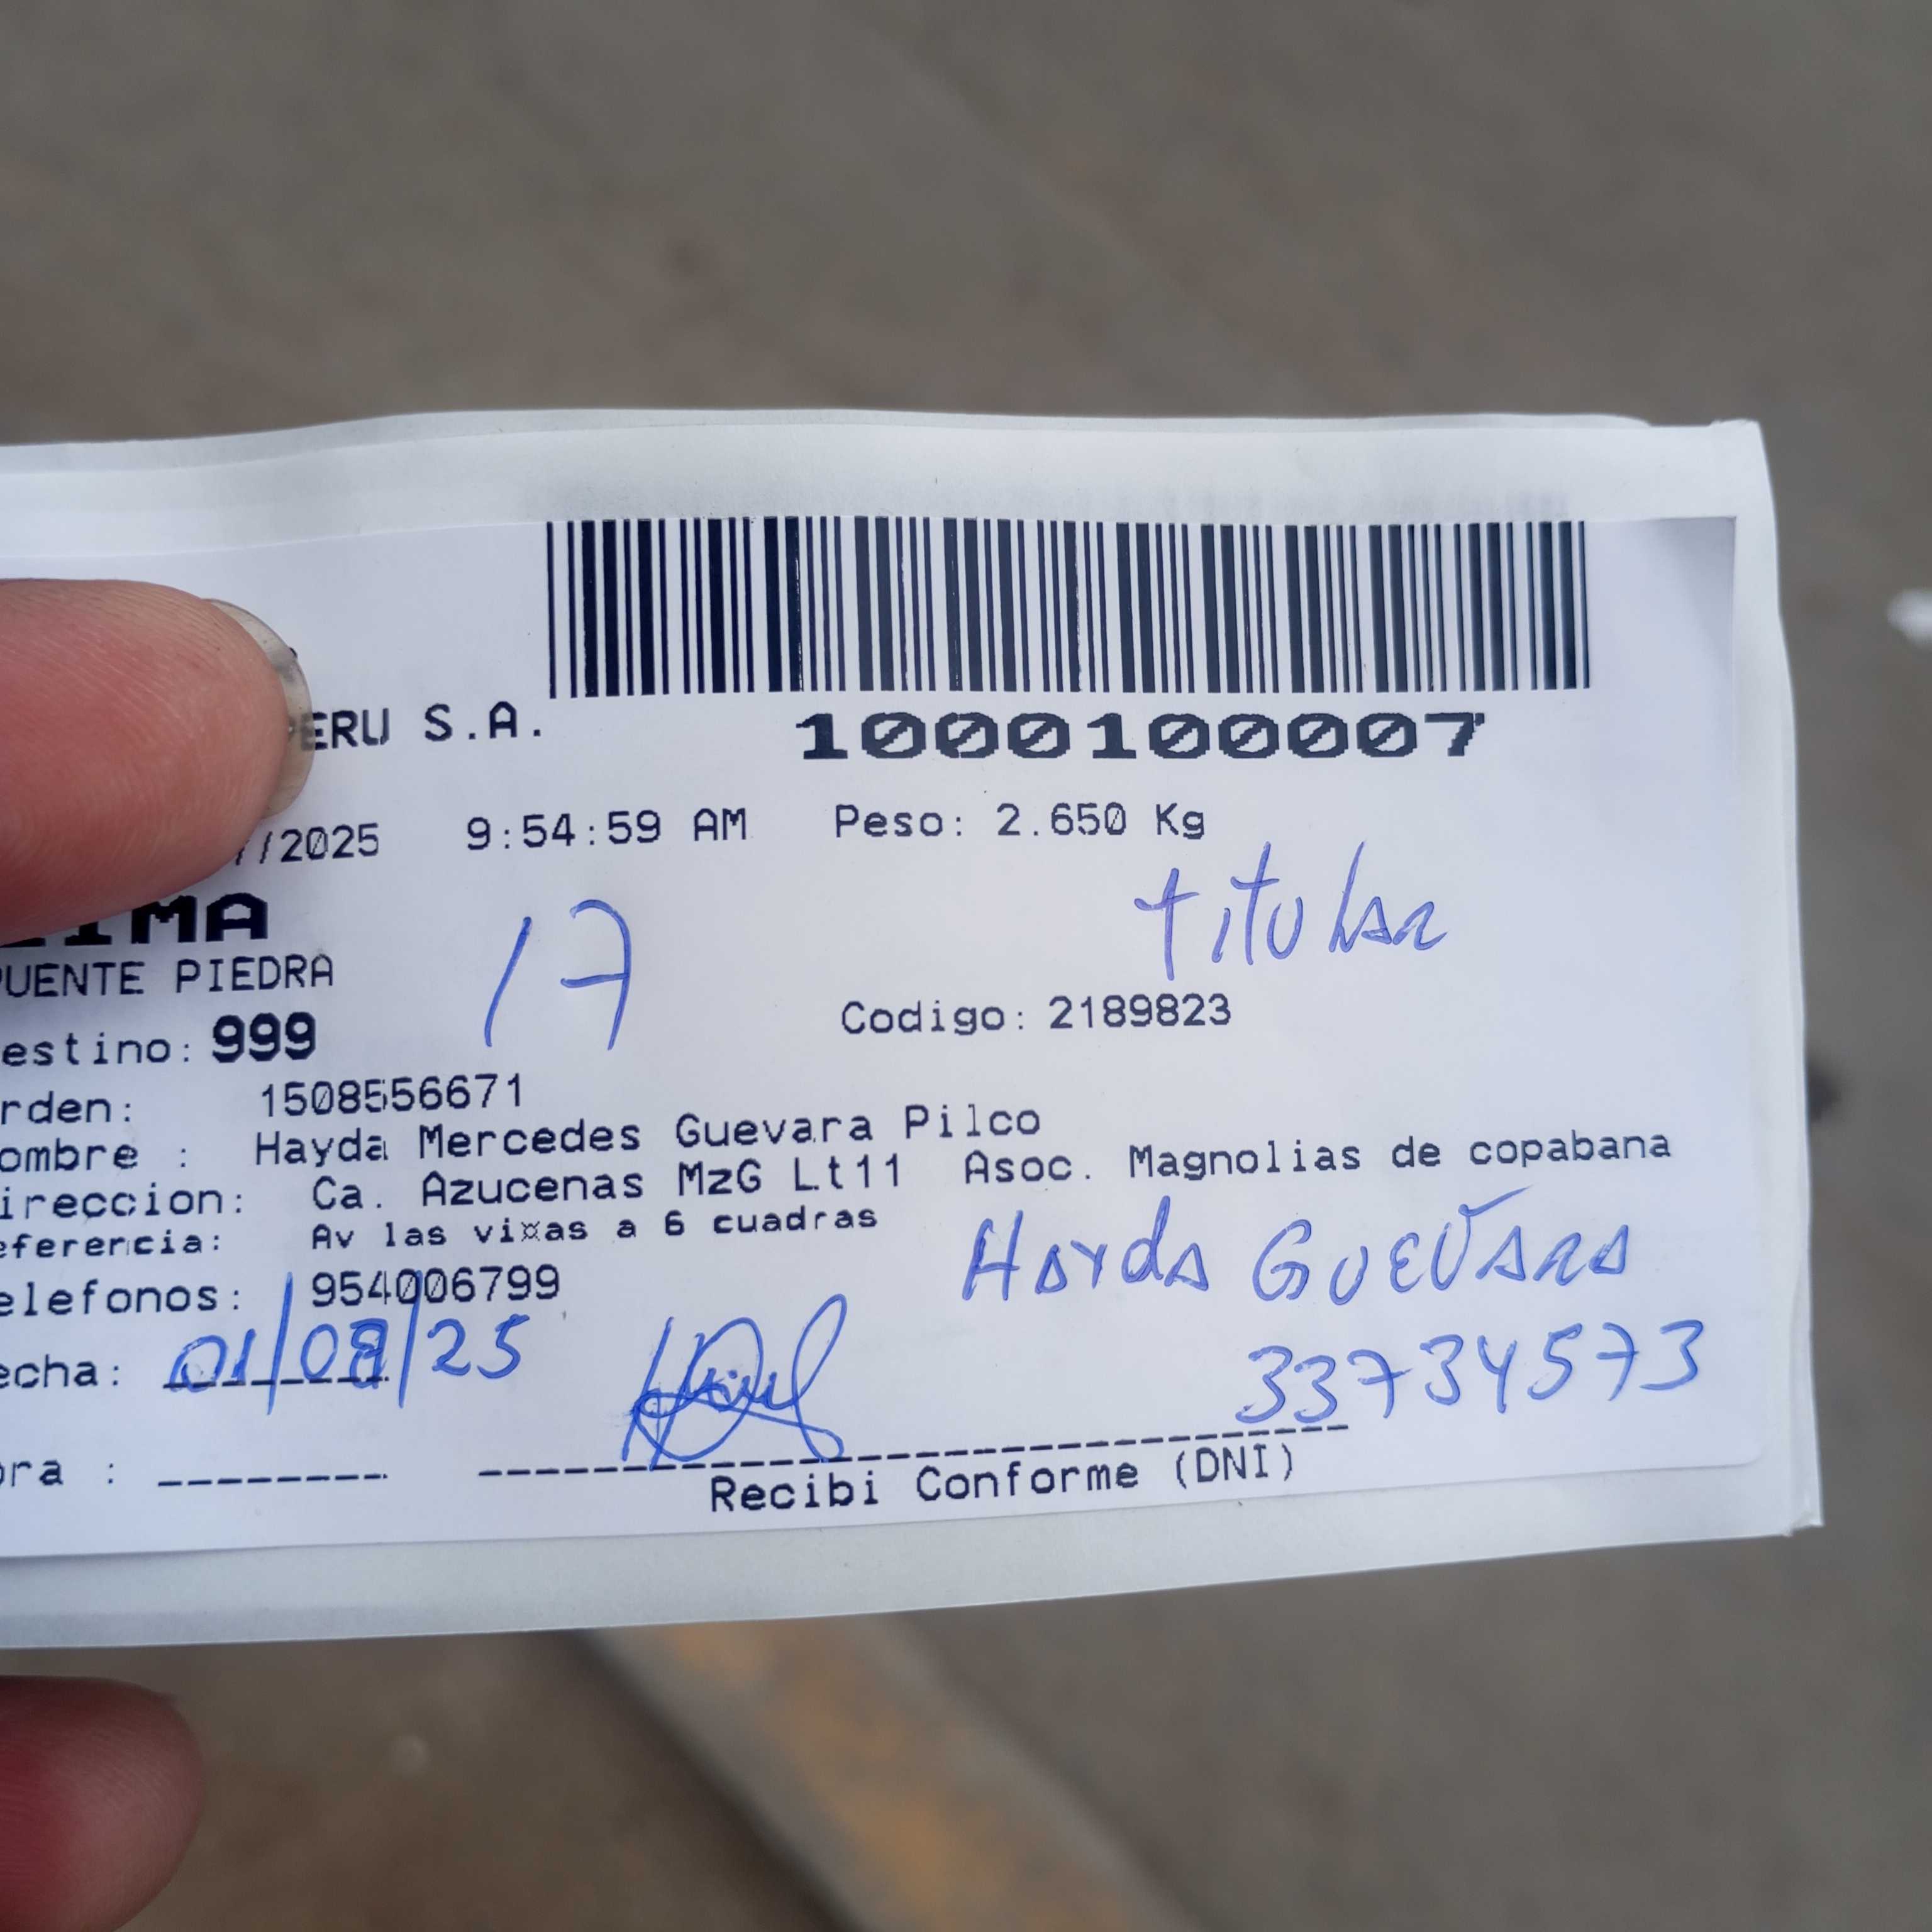 PERU S.A.
1000100007
/2025 9:54:59 AM Peso: 2.650 Kg
titular
LIMA
PUENTE PIEDRA
17
estino: 999 Codigo: 2189823
rden: 1508556671
ombre : Hayda Mercedes Guevara Pilco
ireccion: Ca. Azucenas MzG Lt11 Asoc. Magnolias de copabana
eferencia: Av las vi¤as a 6 cuadras
elefonos: 954006799
Hayda GUEVARA
echa: 01/08/25
33734573
ora :
Recibi Conforme (DNI)